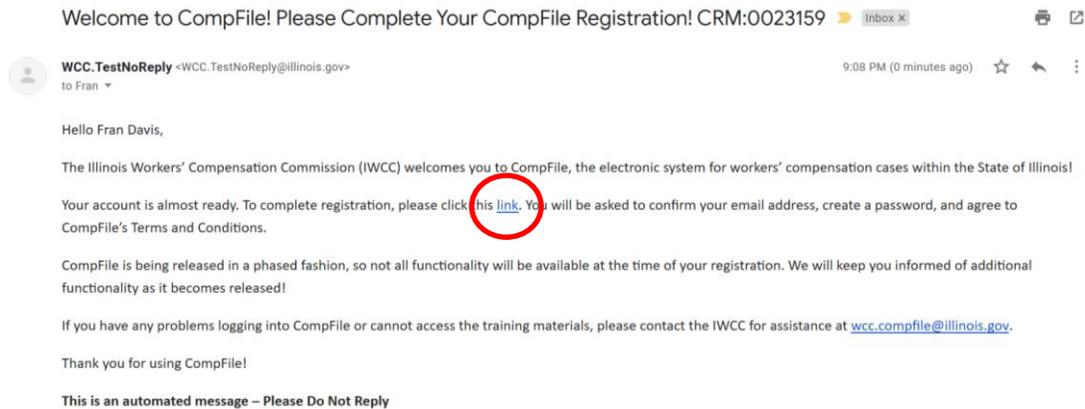 Welcome to CompFile! Please Complete Your CompFile Registration! CRM:0023159 Inbox ×
WCC.TestNoReply <WCC.TestNoReply@illinois.gov> 9:08 PM (0 minutes ago)
to Fran
Hello Fran Davis,
The Illinois Workers' Compensation Commission (IWCC) welcomes you to CompFile, the electronic system for workers' compensation cases within the State of Illinois!
Your account is almost ready. To complete registration, please click this link. You will be asked to confirm your email address, create a password, and agree to
CompFile's Terms and Conditions.
CompFile is being released in a phased fashion, so not all functionality will be available at the time of your registration. We will keep you informed of additional
functionality as it becomes released!
If you have any problems logging into CompFile or cannot access the training materials, please contact the IWCC for assistance at wcc.compfile@illinois.gov.
Thank you for using CompFile!
This is an automated message – Please Do Not Reply